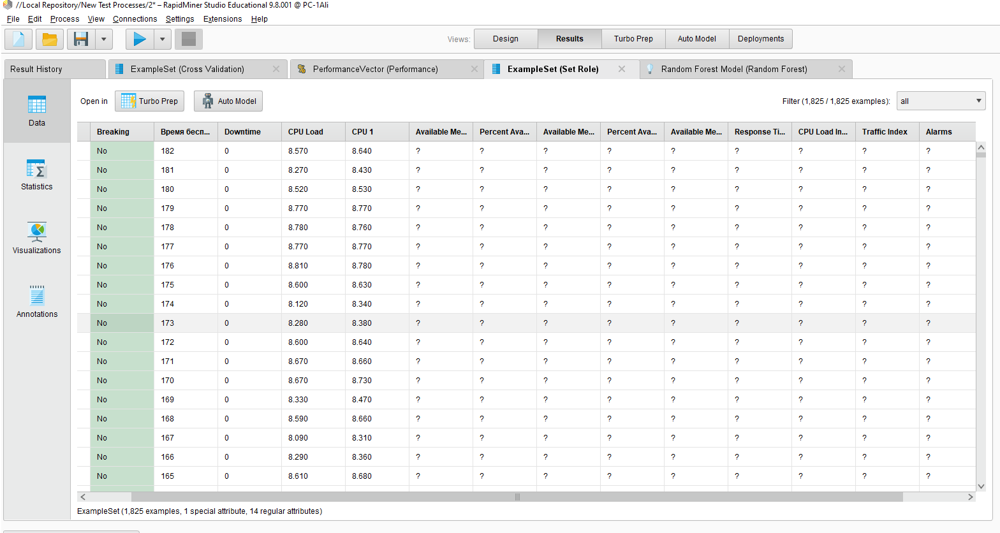 //Local Repository/New Test Processes/2* – RapidMiner Studio Educational 9.8.001 @ PC-1Ali
File Edit Process View Connections Settings Extensions Help
Views: Design Results Turbo Prep Auto Model Deployments
Result History ExampleSet (Cross Validation) PerformanceVector (Performance) ExampleSet (Set Role) Random Forest Model (Random Forest)
Open in Turbo Prep Auto Model Filter (1,825 / 1,825 examples): all
Data
Statistics
Visualizations
Annotations
Breaking Время бесп... Downtime CPU Load CPU 1 Available Me... Percent Ava... Available Me... Percent Ava... Available Me... Response Ti... CPU Load In... Traffic Index Alarms
No 182 0 8.570 8.640 ? ? ? ? ? ? ? ? ?
No 181 0 8.270 8.430 ? ? ? ? ? ? ? ? ?
No 180 0 8.520 8.530 ? ? ? ? ? ? ? ? ?
No 179 0 8.770 8.770 ? ? ? ? ? ? ? ? ?
No 178 0 8.780 8.760 ? ? ? ? ? ? ? ? ?
No 177 0 8.770 8.770 ? ? ? ? ? ? ? ? ?
No 176 0 8.810 8.780 ? ? ? ? ? ? ? ? ?
No 175 0 8.600 8.630 ? ? ? ? ? ? ? ? ?
No 174 0 8.120 8.340 ? ? ? ? ? ? ? ? ?
No 173 0 8.280 8.380 ? ? ? ? ? ? ? ? ?
No 172 0 8.600 8.640 ? ? ? ? ? ? ? ? ?
No 171 0 8.670 8.660 ? ? ? ? ? ? ? ? ?
No 170 0 8.670 8.730 ? ? ? ? ? ? ? ? ?
No 169 0 8.330 8.470 ? ? ? ? ? ? ? ? ?
No 168 0 8.590 8.660 ? ? ? ? ? ? ? ? ?
No 167 0 8.090 8.310 ? ? ? ? ? ? ? ? ?
No 166 0 8.290 8.360 ? ? ? ? ? ? ? ? ?
No 165 0 8.610 8.680 ? ? ? ? ? ? ? ? ?
ExampleSet (1,825 examples, 1 special attribute, 14 regular attributes)